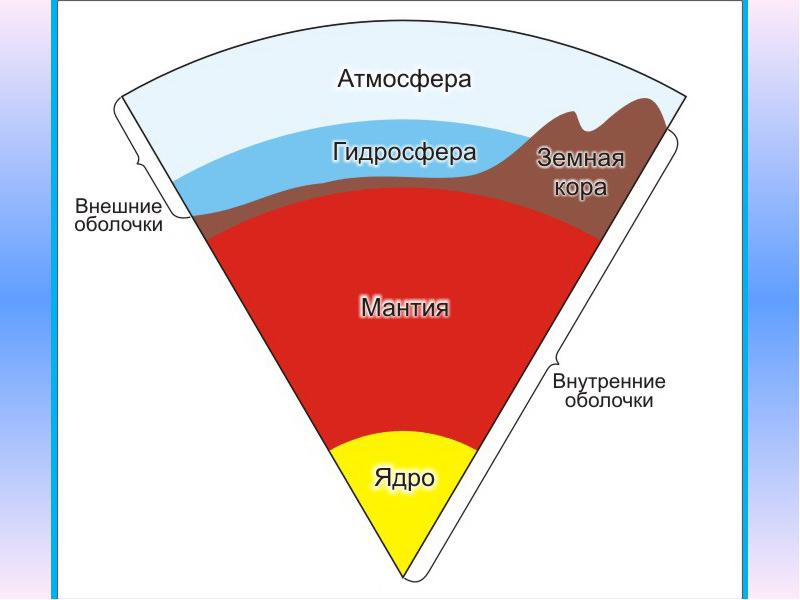 Атмосфера
Гидросфера
Земная
кора
Внешние
оболочки
Мантия
Внутренние
оболочки
Ядро